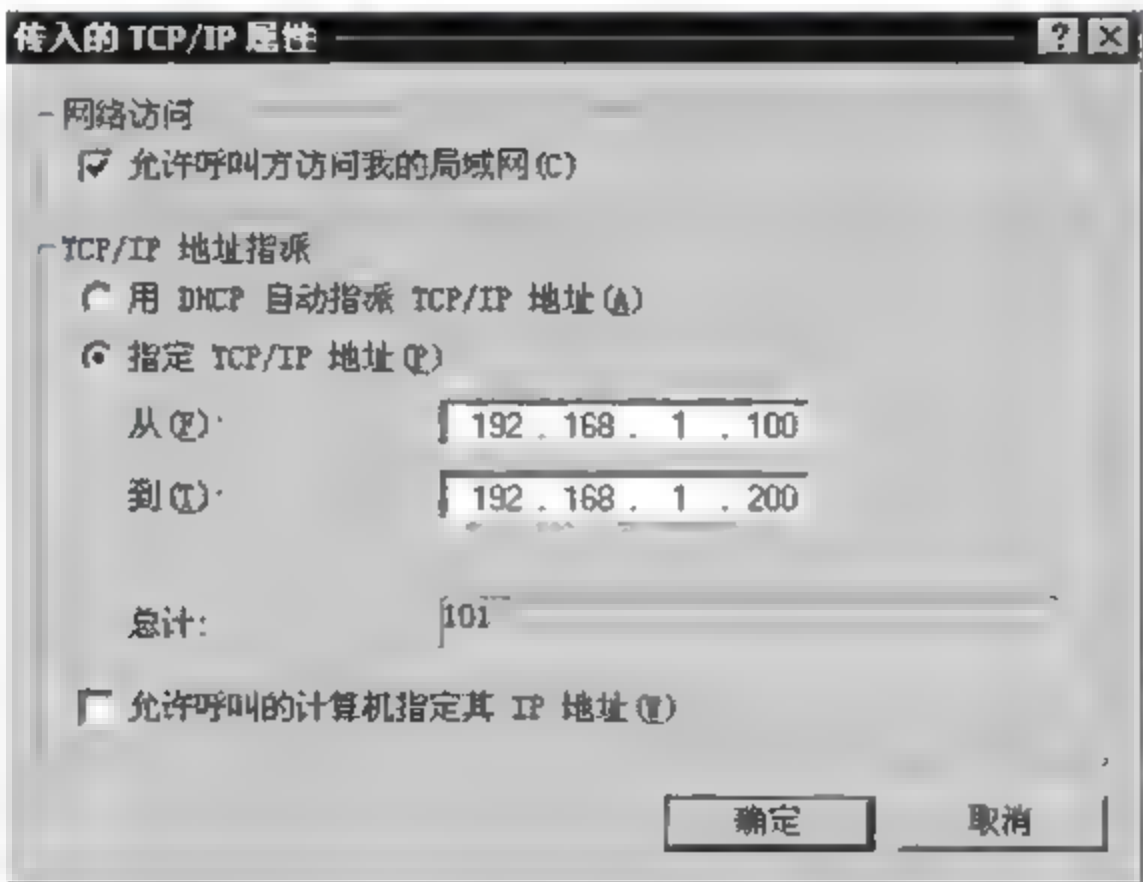 传入的 TCP/IP 属性
网络访问
允许呼叫方访问我的局域网(C)
TCP/IP 地址指派
用 DHCP 自动指派 TCP/IP 地址(A)
指定 TCP/IP 地址(P)
从(F): 192 . 168 . 1 . 100
到(T): 192 . 168 . 1 . 200
总计: 101
允许呼叫的计算机指定其 IP 地址(W)
确定 取消